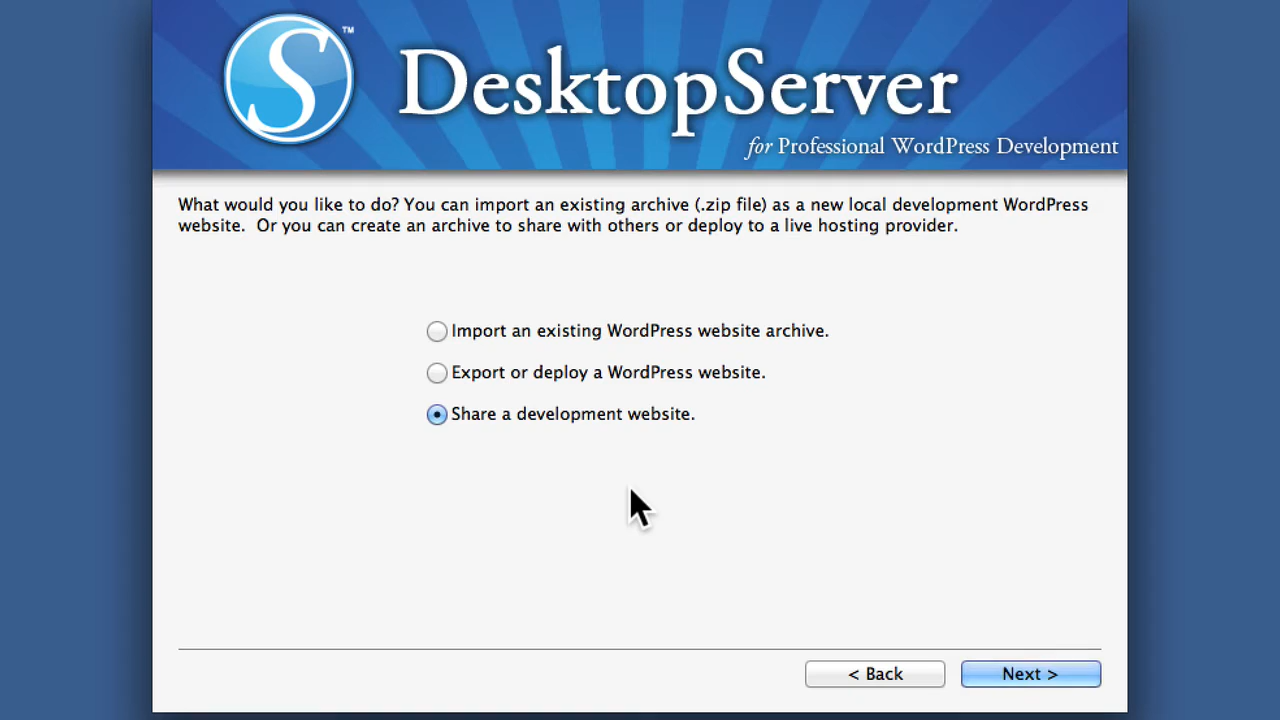 S ™
DesktopServer
for Professional WordPress Development
What would you like to do? You can import an existing archive (.zip file) as a new local development WordPress
website.  Or you can create an archive to share with others or deploy to a live hosting provider.
Import an existing WordPress website archive.
Export or deploy a WordPress website.
Share a development website.
< Back
Next >